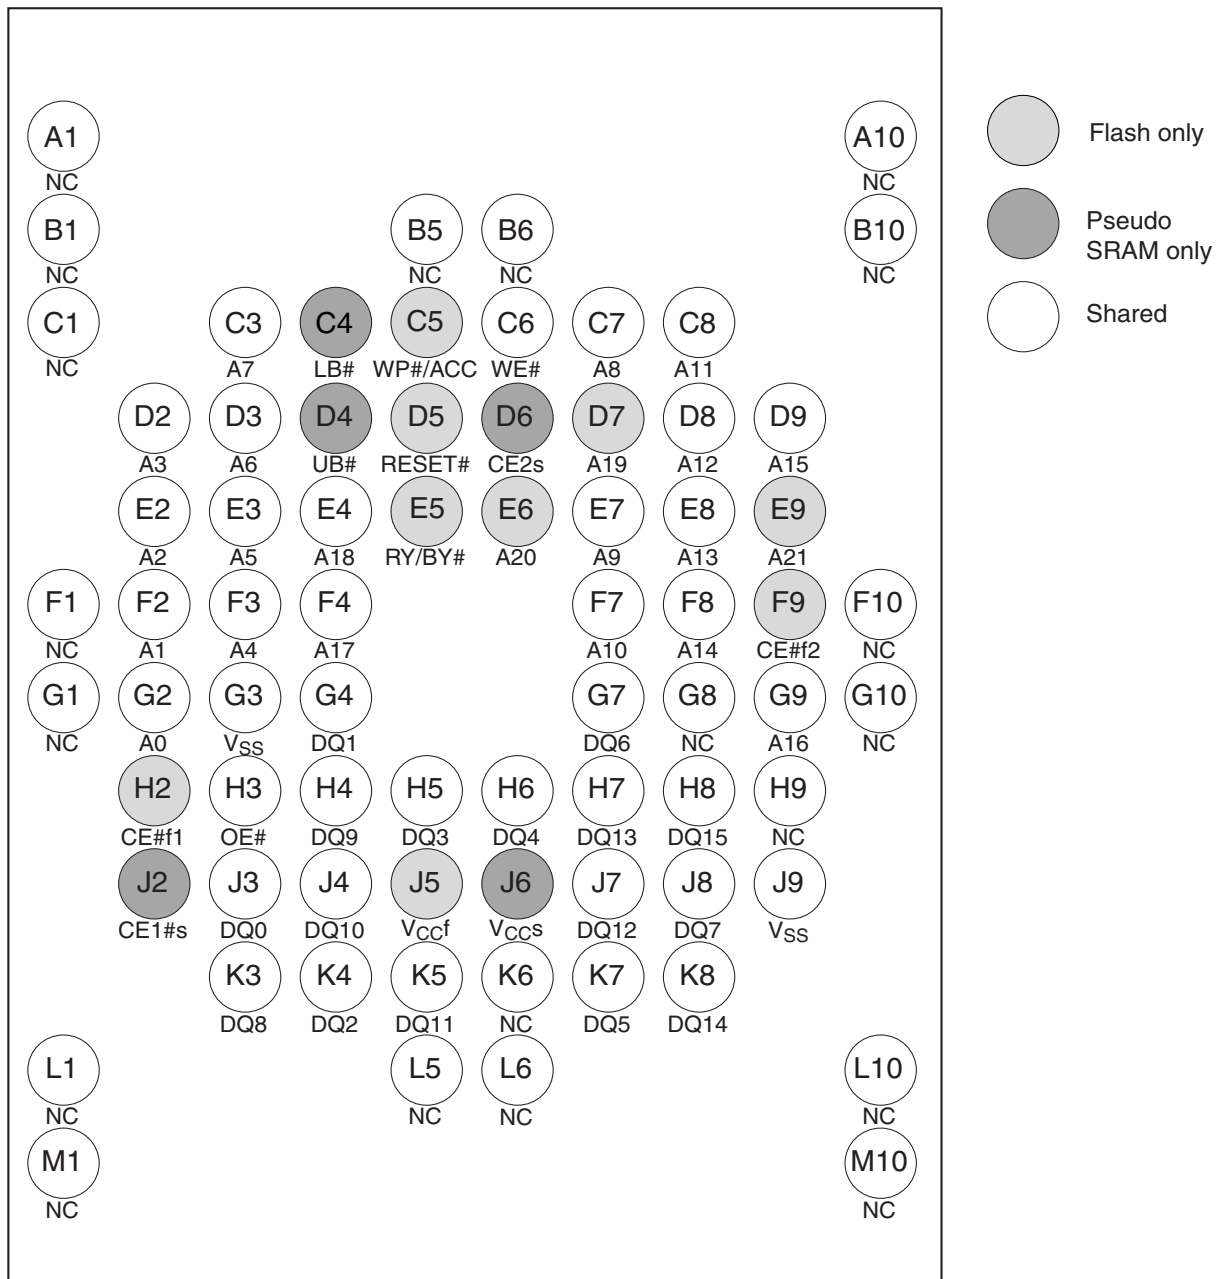 A1 A10
NC NC
Flash only
B1 B5 B6 B10
NC NC NC NC
Pseudo
SRAM only
C1 C3 C4 C5 C6 C7 C8
NC A7 LB# WP#/ACC WE# A8 A11
Shared
D2 D3 D4 D5 D6 D7 D8 D9
A3 A6 UB# RESET# CE2s A19 A12 A15
E2 E3 E4 E5 E6 E7 E8 E9
A2 A5 A18 RY/BY# A20 A9 A13 A21
F1 F2 F3 F4 F7 F8 F9 F10
NC A1 A4 A17 A10 A14 CE#f2 NC
G1 G2 G3 G4 G7 G8 G9 G10
NC A0 VSS DQ1 DQ6 NC A16 NC
H2 H3 H4 H5 H6 H7 H8 H9
CE#f1 OE# DQ9 DQ3 DQ4 DQ13 DQ15 NC
J2 J3 J4 J5 J6 J7 J8 J9
CE1#s DQ0 DQ10 VCCf VCCs DQ12 DQ7 VSS
K3 K4 K5 K6 K7 K8
DQ8 DQ2 DQ11 NC DQ5 DQ14
L1 L5 L6 L10
NC NC NC NC
M1 M10
NC NC